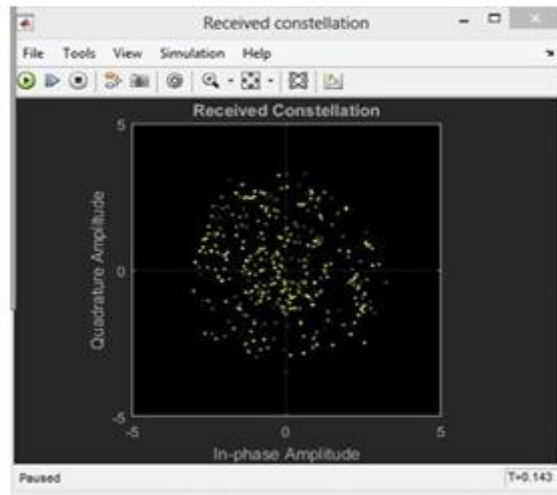 Received constellation
File Tools View Simulation Help
Received Constellation
5
Quadrature Amplitude
0
-5
-5 0 5
In-phase Amplitude
Paused T=0.143